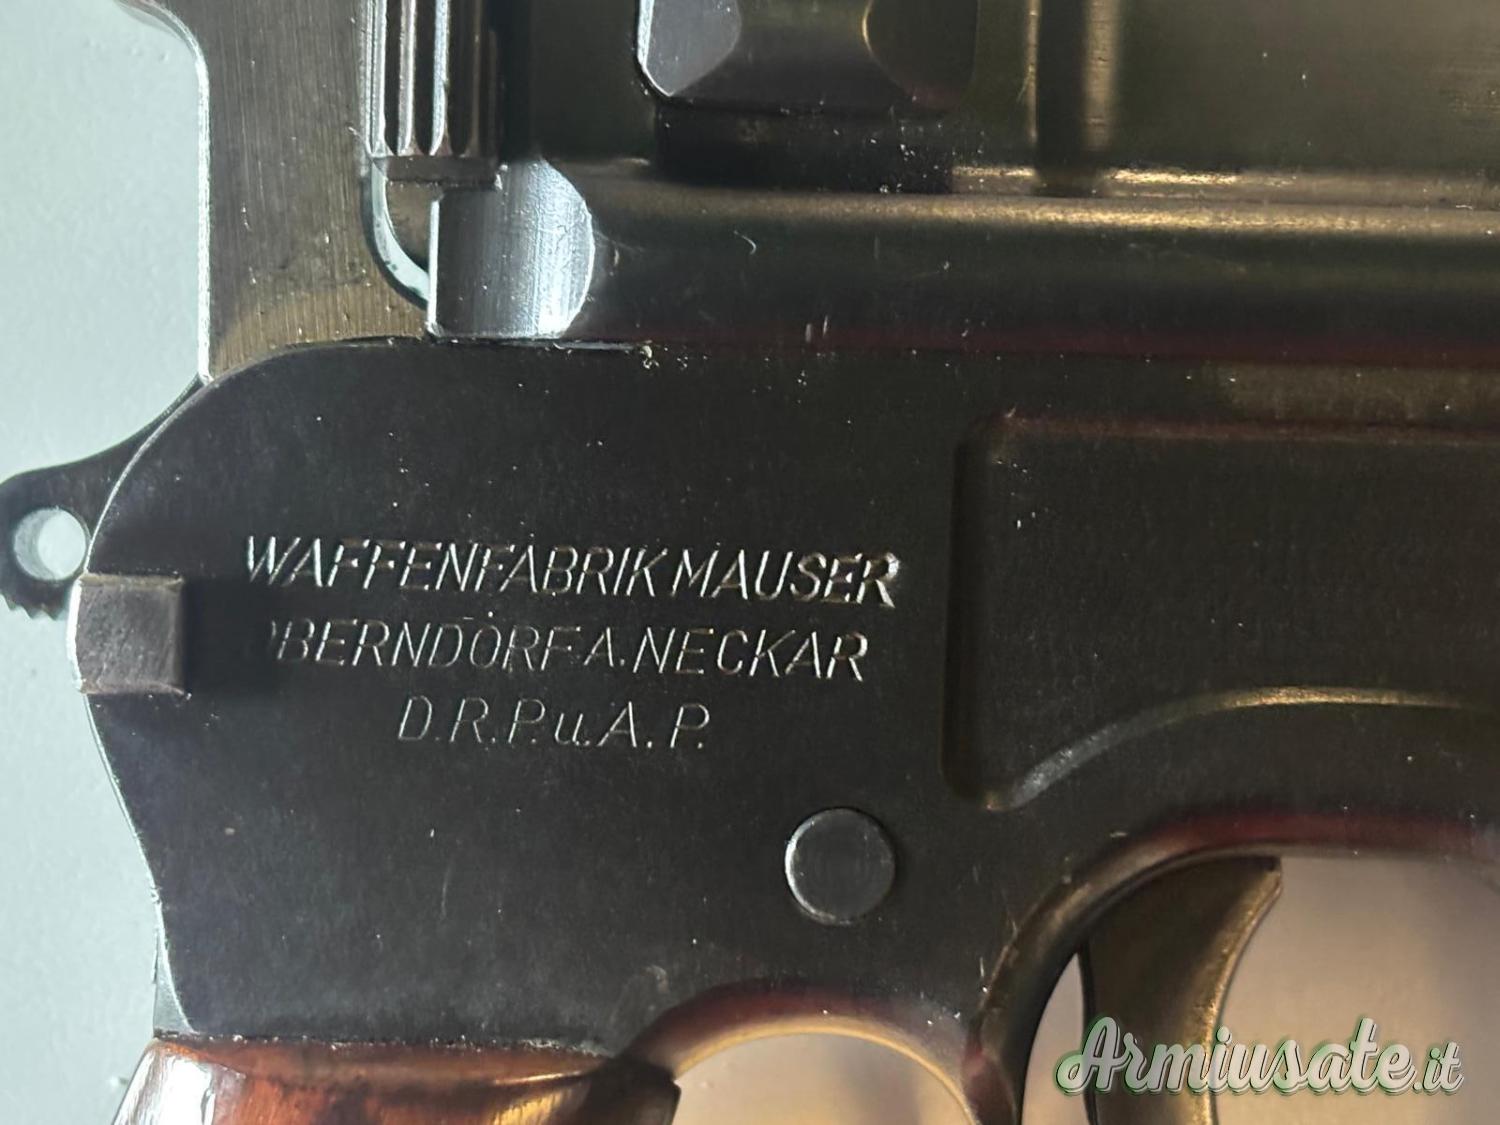 WAFFENFABRIK MAUSER
OBERNDORF A. NECKAR
D.R.P.u.A.P.
Armiusate.it